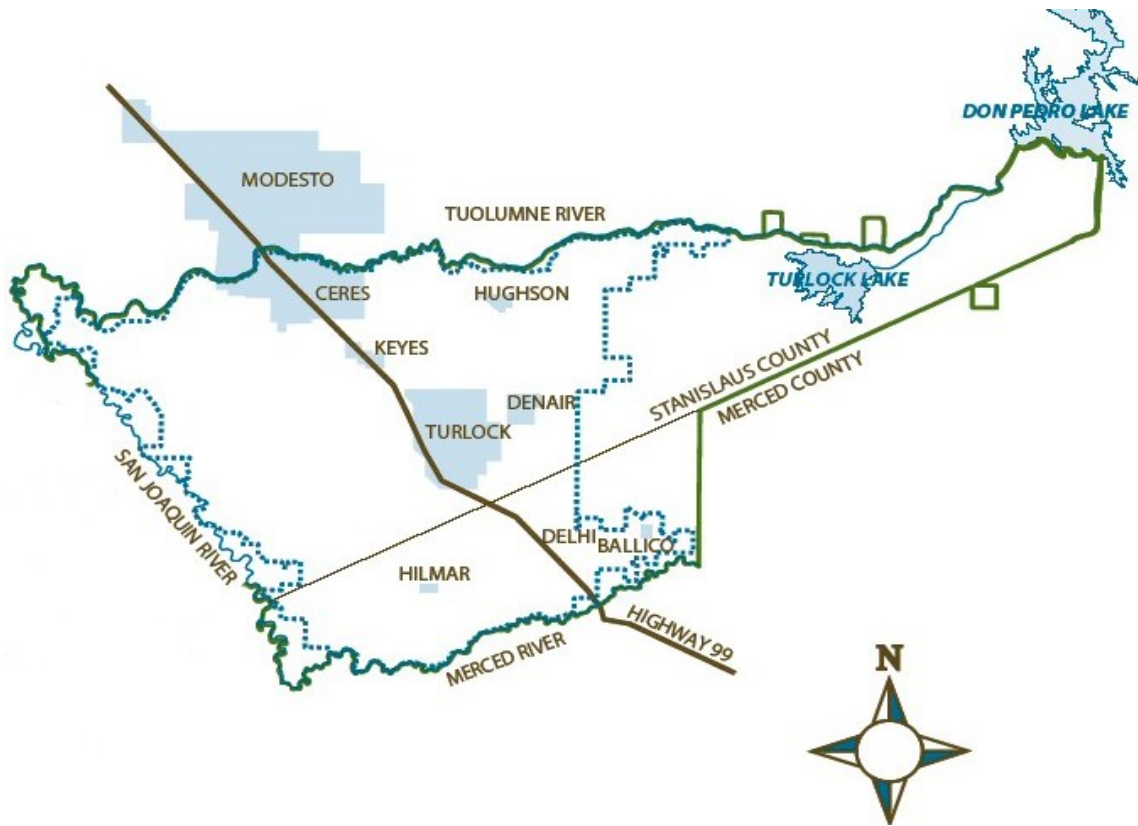 DON PEDRO LAKE
MODESTO
TUOLUMNE RIVER
TURLOCK LAKE
CERES
HUGHSON
KEYES
STANISLAUS COUNTY
MERCED COUNTY
DENAIR
TURLOCK
SAN JOAQUIN RIVER
DELHI
BALLICO
HILMAR
HIGHWAY 99
MERCED RIVER
N